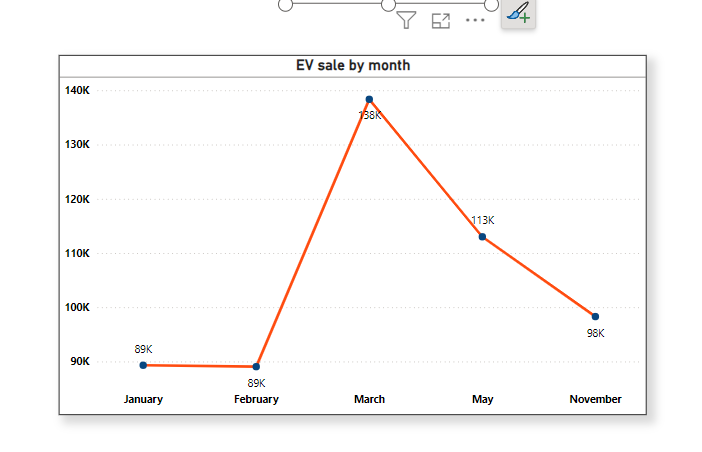 EV sale by month
140K
138K
130K
120K
113K
110K
100K
98K
89K
90K
89K
January February March May November